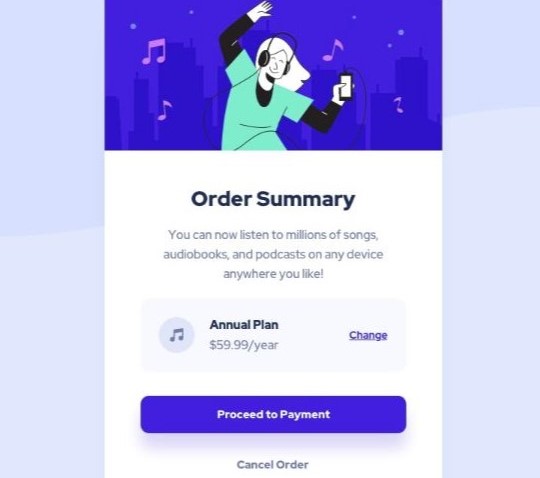 Order Summary
You can now listen to millions of songs,
audiobooks, and podcasts on any device
anywhere you like!
Annual Plan
$59.99/year
Change
Proceed to Payment
Cancel Order